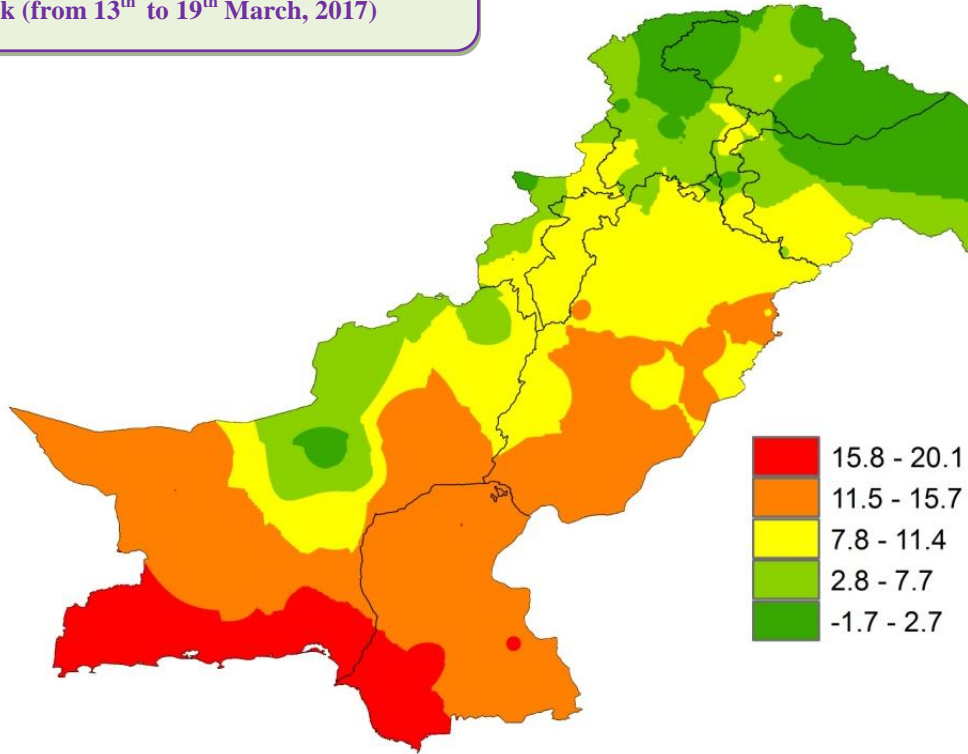 (from 13th to 19th March, 2017)
15.8 - 20.1
11.5 - 15.7
7.8 - 11.4
2.8 - 7.7
-1.7 - 2.7